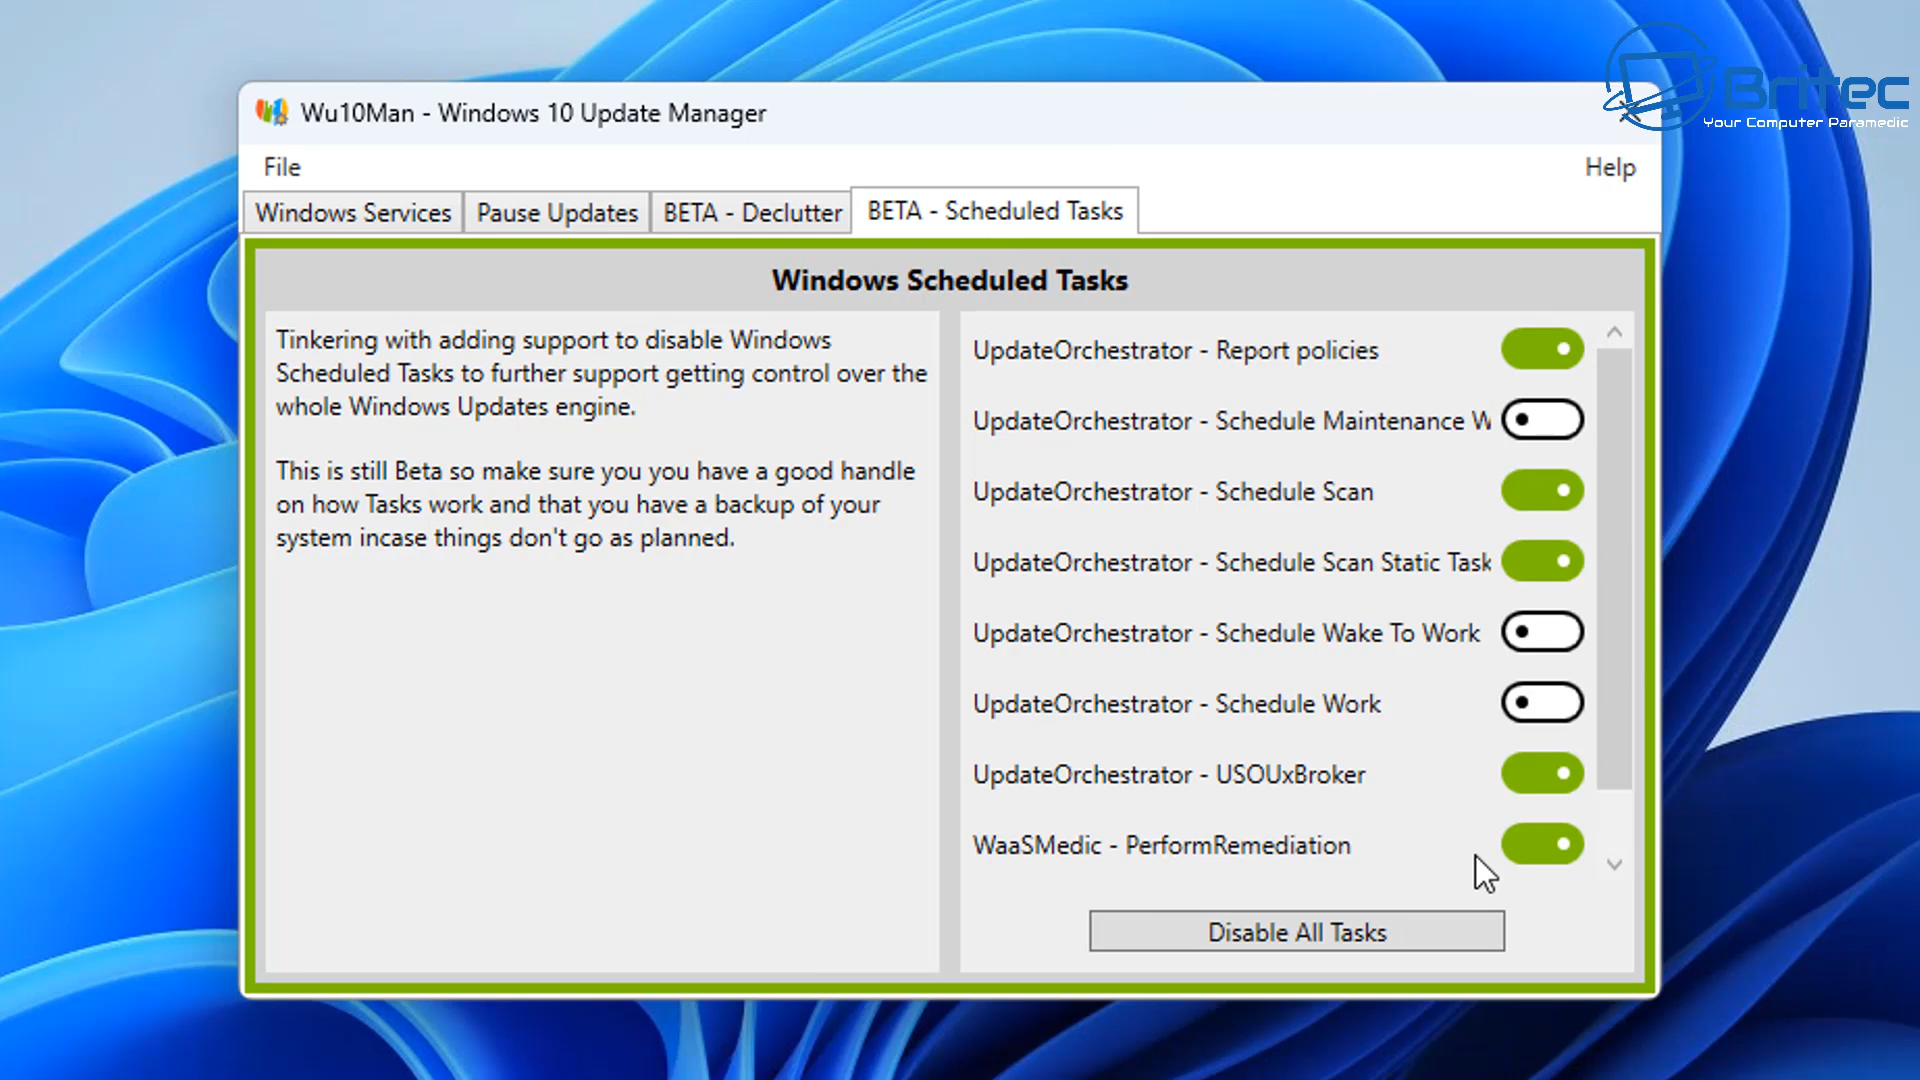 Britec
Your Computer Paramedic
Wu10Man - Windows 10 Update Manager
File
Help
Windows Services
Pause Updates
BETA - Declutter
BETA - Scheduled Tasks
Windows Scheduled Tasks
Tinkering with adding support to disable Windows
Scheduled Tasks to further support getting control over the
whole Windows Updates engine.
This is still Beta so make sure you you have a good handle
on how Tasks work and that you have a backup of your
system incase things don't go as planned.
UpdateOrchestrator - Report policies
UpdateOrchestrator - Schedule Maintenance W
UpdateOrchestrator - Schedule Scan
UpdateOrchestrator - Schedule Scan Static Task
UpdateOrchestrator - Schedule Wake To Work
UpdateOrchestrator - Schedule Work
UpdateOrchestrator - USOUxBroker
WaaSMedic - PerformRemediation
Disable All Tasks